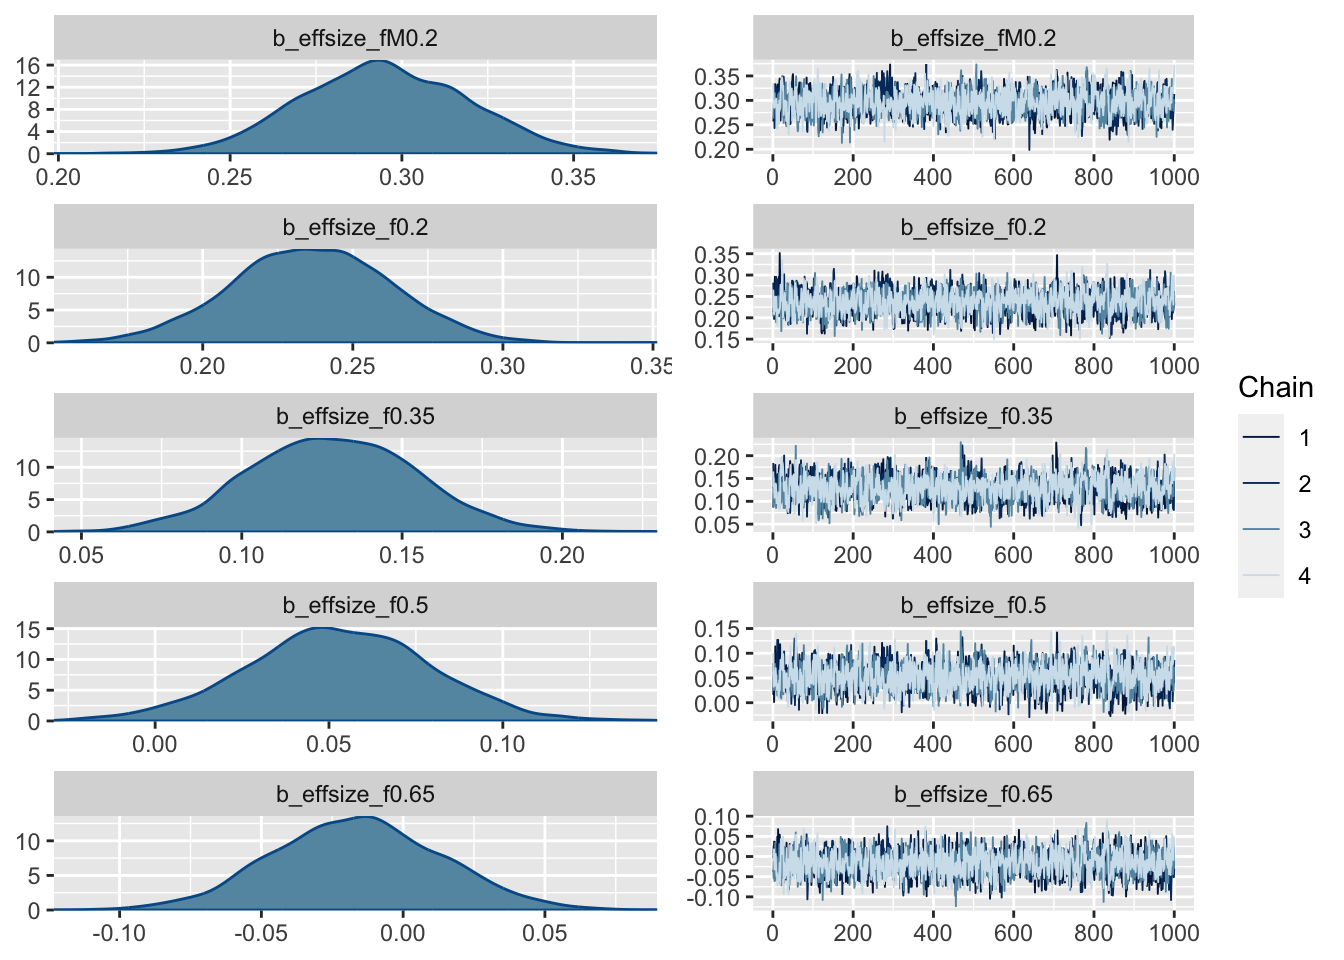 b_effsize_fM0.2
16
12
8
4
0
0.20 0.25 0.30 0.35
b_effsize_fM0.2
0.35
0.30
0.25
0.20
0 200 400 600 800 1000
b_effsize_f0.2
10
5
0
0.20 0.25 0.30 0.35
b_effsize_f0.2
0.35
0.30
0.25
0.20
0.15
0 200 400 600 800 1000
b_effsize_f0.35
10
5
0
0.05 0.10 0.15 0.20
b_effsize_f0.35
0.20
0.15
0.10
0.05
0 200 400 600 800 1000
b_effsize_f0.5
15
10
5
0
0.00 0.05 0.10
b_effsize_f0.5
0.15
0.10
0.05
0.00
0 200 400 600 800 1000
b_effsize_f0.65
10
5
0
-0.10 -0.05 0.00 0.05
b_effsize_f0.65
0.10
0.05
0.00
-0.05
-0.10
0 200 400 600 800 1000
Chain
1
2
3
4